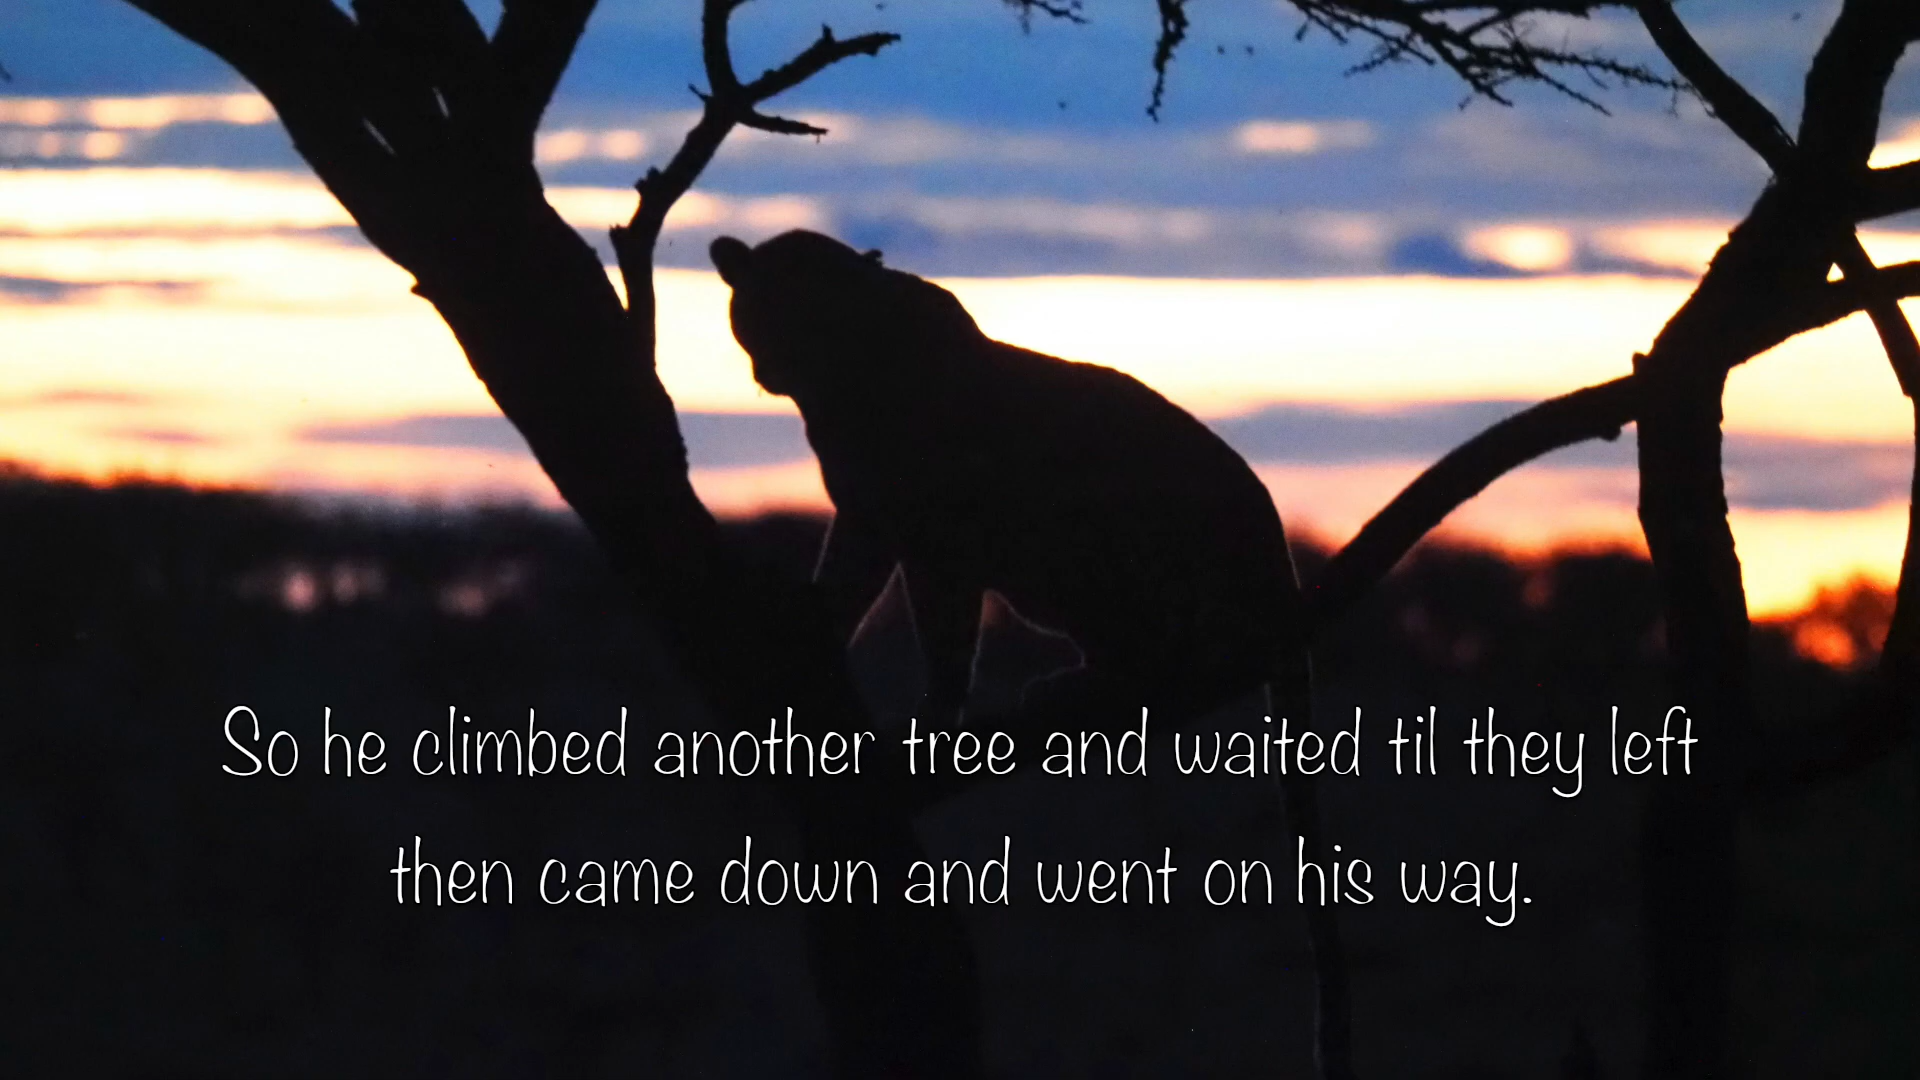 So he climbed another tree and waited til they left
then came down and went on his way.